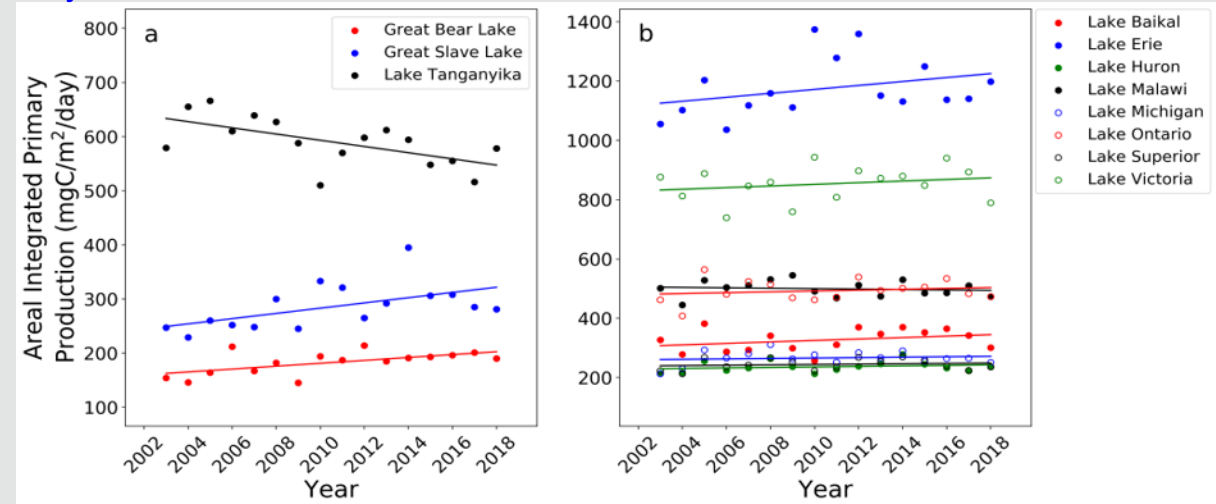 a
Great Bear Lake
Great Slave Lake
Lake Tanganyika
Areal Integrated Primary
Production (mgC/m²/day)
800
700
600
500
400
300
200
100
2002
2004
2006
2008
2010
2012
2014
2016
2018
Year
b
1400
1200
1000
800
600
400
200
2002
2004
2006
2008
2010
2012
2014
2016
2018
Year
Lake Baikal
Lake Erie
Lake Huron
Lake Malawi
Lake Michigan
Lake Ontario
Lake Superior
Lake Victoria